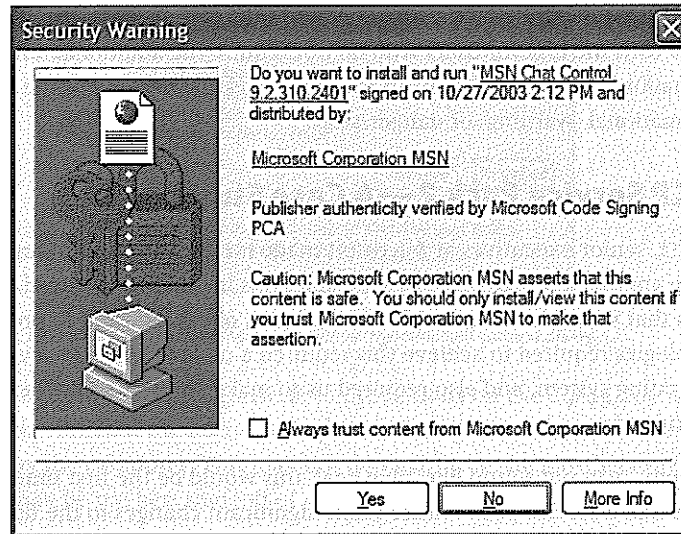 Security Warning
Do you want to install and run "MSN Chat Control
9.2.310.2401" signed on 10/27/2003 2:12 PM and
distributed by:
Microsoft Corporation MSN
Publisher authenticity verified by Microsoft Code Signing
PCA
Caution: Microsoft Corporation MSN asserts that this
content is safe. You should only install/view this content if
you trust Microsoft Corporation MSN to make that
assertion.
Always trust content from Microsoft Corporation MSN
Yes No More Info